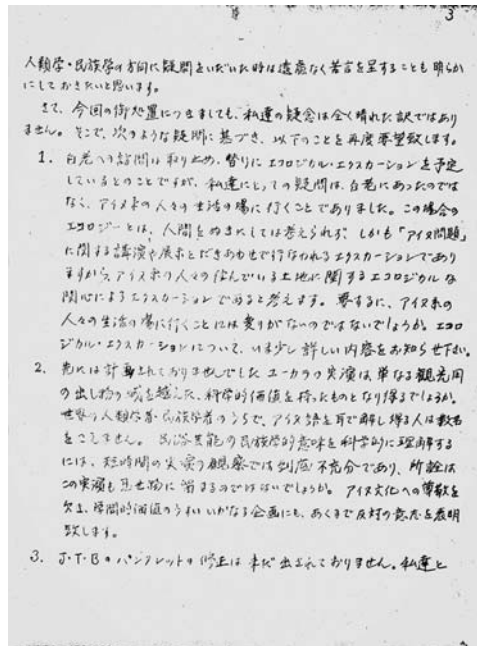 3
人類学・民族学の方向に疑問をいだいた時は遠慮なく苦言を呈することも明らか
にしておきたいと思います。
さて、今回の御処置につきましても、私達の疑念は全く晴れた訳ではあり
ません。そこで、次のような疑問に基づき、以下のことを再度要望致します。
1. 白老への訪問は取り止め、替りにエコロジカル・エクスカーションを予定
しているとのことですが、私達にとっての疑問は、白老にあったのでは
なく、アイヌ系の人々の生活の場に行くことでありました。この場合の
エコロジーとは、人間をぬきにしては考えられず、しかも「アイヌ問題」
に関する講演や展示とだきあわせで行なわれるエクスカーションであり
ますから、アイヌ系の人々の住んでいる土地に関するエコロジカルな
関心によるエクスカーションであると考えます。要するに、アイヌ系の
人々の生活の場に行くことには変りがないのではないでしょうか。エコロ
ジカル・エクスカーションについて、いま少し詳しい内容をお知らせ下さい。
2. 先には計画されておりませんでしたユーカラの実演は、単なる観光用
の出し物の域を越えた、科学的価値を持ったものとなり得るでしょうか。
世界の人類学者・民族学者のうちで、アイヌ語を耳で解し得る人は数名
をこえません。民俗芸能の民族学的意味を科学的に理解する
には、短時間の実演の観察では到底不充分であり、所詮は
この実演も見世物に留まるのではないでしょうか。アイヌ文化への尊敬を
欠き、学問的価値のうすいいかなる企画にも、あくまで反対の意志を表明
致します。
3. J・T・Bのパンフレットの修正は未だ出されておりません。私達と